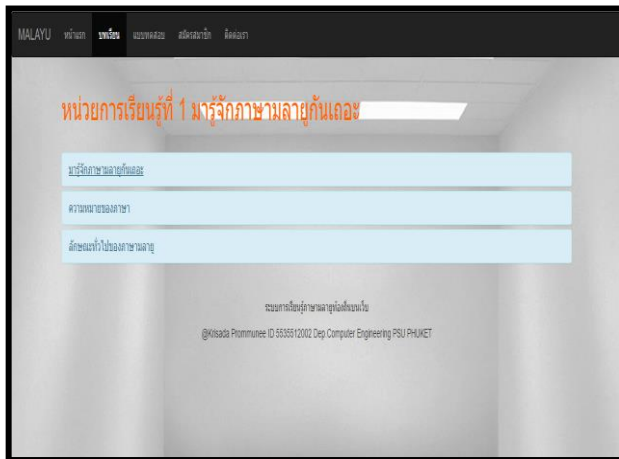 MALAYU หน้าแรก บทเรียน แบบทดสอบ สมัครสมาชิก ติดต่อเรา
หน่วยการเรียนรู้ที่ 1 มารู้จักภาษามลายูกันเถอะ
มารู้จักภาษามลายูกันเถอะ
ความหมายของภาษา
ลักษณะทั่วไปของภาษามลายู
ระบบการเรียนรู้ภาษามลายูท้องถิ่นบนเว็บ
@Krisada Prommunee ID 5535512002 Dep.Computer Engineering PSU PHUKET